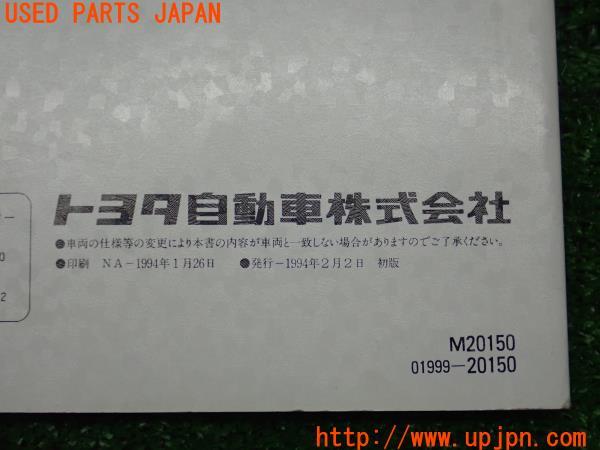 USED PARTS JAPAN
トヨタ自動車株式会社
●車両の仕様等の変更により本書の内容が車両と一致しない場合がありますのでご了承ください。
●印刷 NA－1994年1月26日 ●発行－1994年2月2日 初版
0
2
M20150
01999－20150
http://www.upjpn.com/